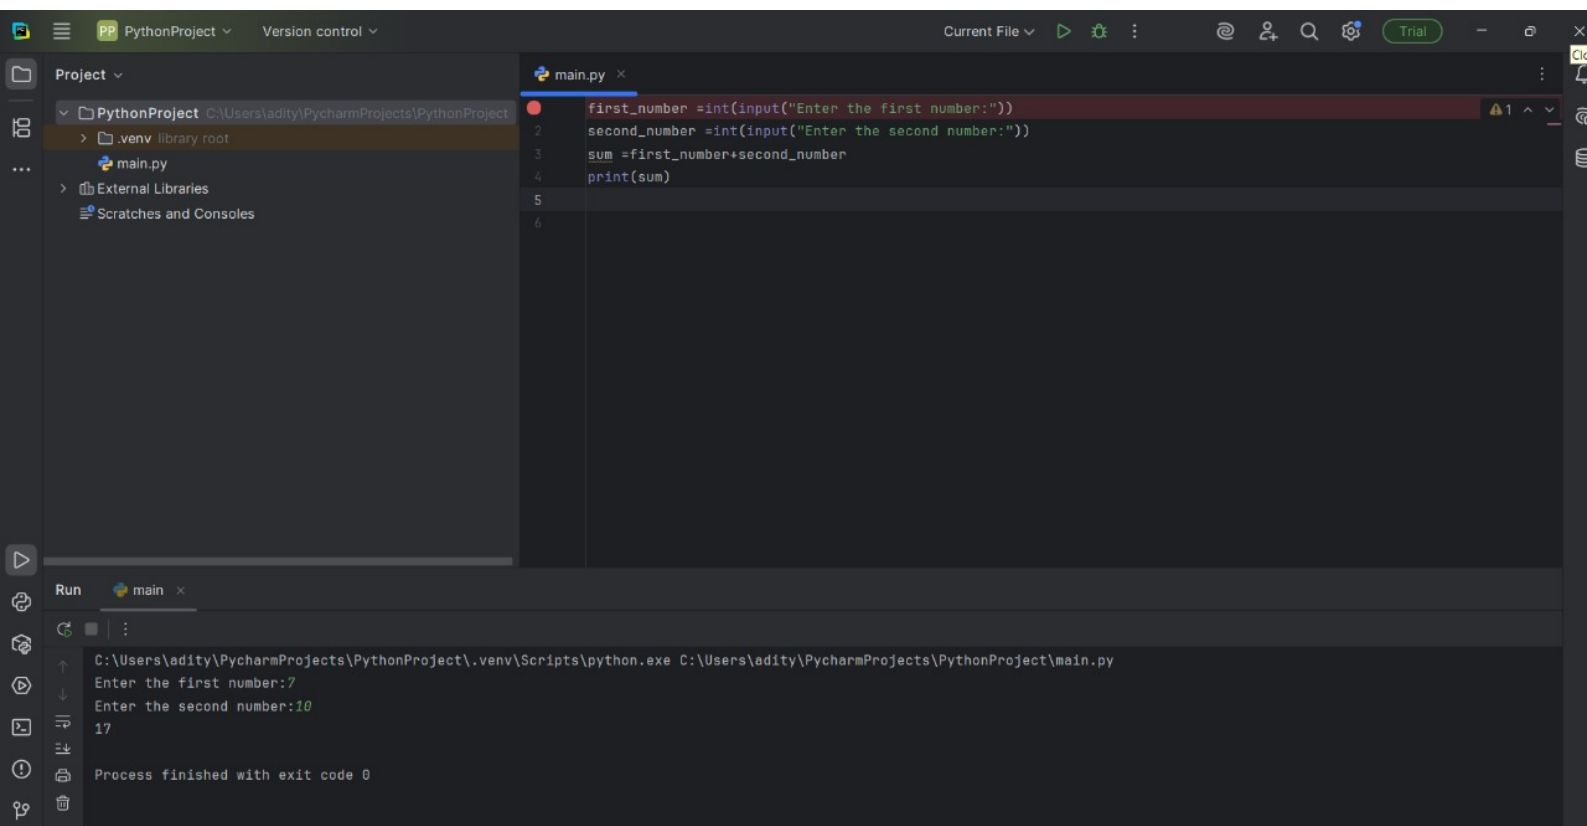 PP PythonProject Version control Current File Trial
Project
main.py
PythonProject C:\Users\adity\PycharmProjects\PythonProject
.venv library root
main.py
External Libraries
Scratches and Consoles
first_number =int(input("Enter the first number:")) 1
2 second_number =int(input("Enter the second number:"))
3 sum =first_number+second_number
4 print(sum)
5
6
Run main
C:\Users\adity\PycharmProjects\PythonProject\.venv\Scripts\python.exe C:\Users\adity\PycharmProjects\PythonProject\main.py
Enter the first number:7
Enter the second number:10
17
Process finished with exit code 0